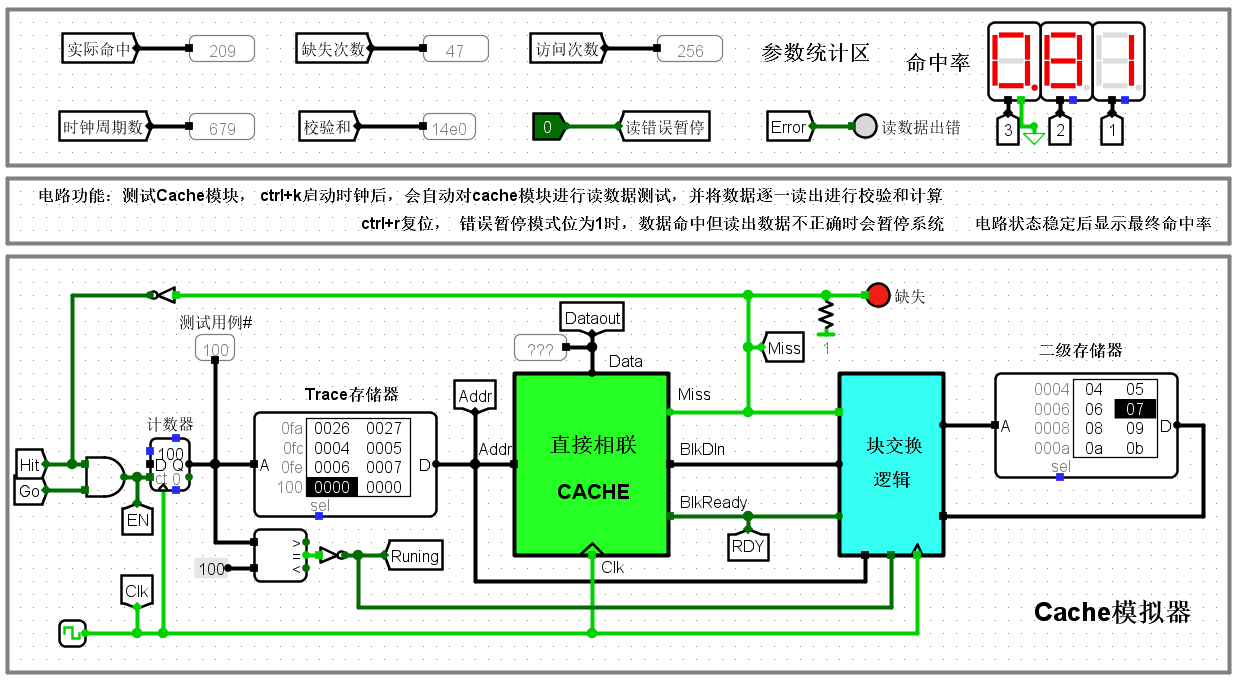 实际命中 209 缺失次数 47 访问次数 256 参数统计区 命中率 0.81
时钟周期数 679 校验和 14e0 0 读错误暂停 Error 读数据出错 3 2 1
电路功能：测试Cache模块， ctrl+k启动时钟后，会自动对cache模块进行读数据测试，并将数据逐一读出进行校验和计算
ctrl+r复位， 错误暂停模式位为1时，数据命中但读出数据不正确时会暂停系统 电路状态稳定后显示最终命中率
缺失
测试用例# Dataout
100 ??? Data Miss 1 二级存储器
Trace存储器 Addr Miss 0004 04 05
计数器 0006 06 07
100 0fa 0026 0027 Addr 直接相联 BlkDIn 块交换 A 0008 08 09 D
Hit D Q A 0fc 0004 0005 D CACHE 逻辑 000a 0a 0b
Go ct 0 0fe 0006 0007 BlkReady sel
100 0000 0000
EN sel RDY
>
100 = Runing
<
Clk Clk
Cache模拟器